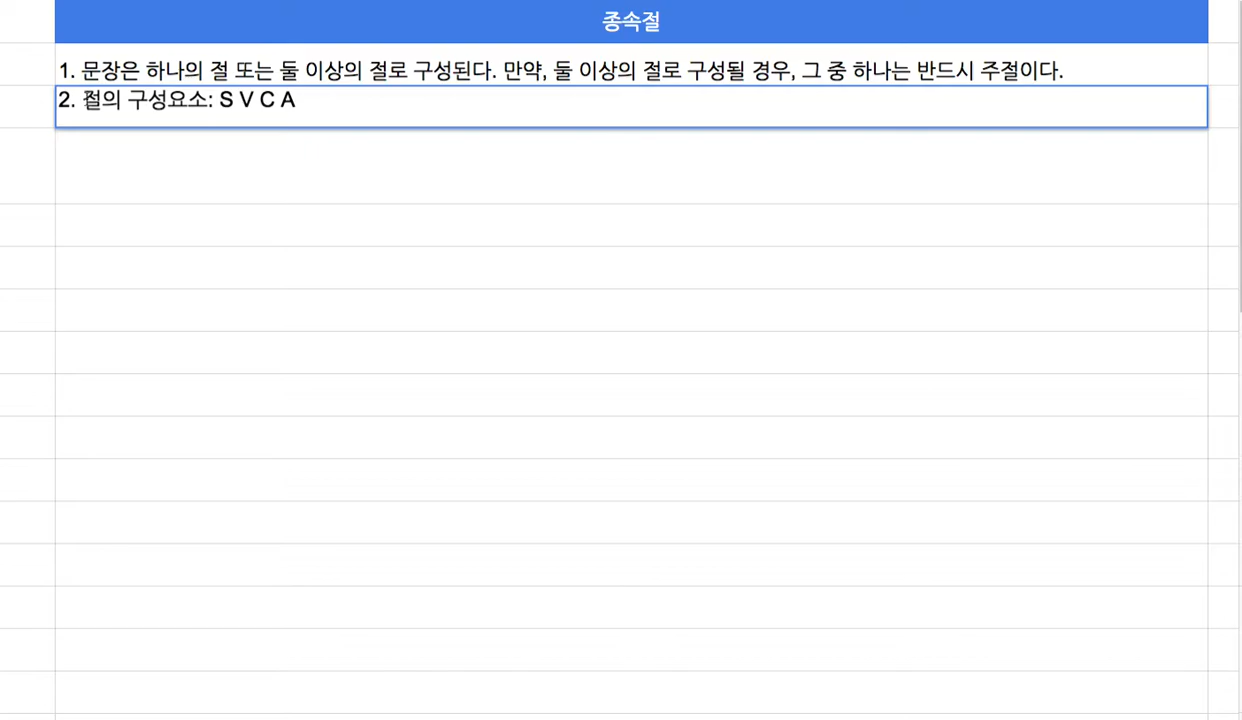 종속절
1. 문장은 하나의 절 또는 둘 이상의 절로 구성된다. 만약, 둘 이상의 절로 구성될 경우, 그 중 하나는 반드시 주절이다.
2. 절의 구성요소: S V C A